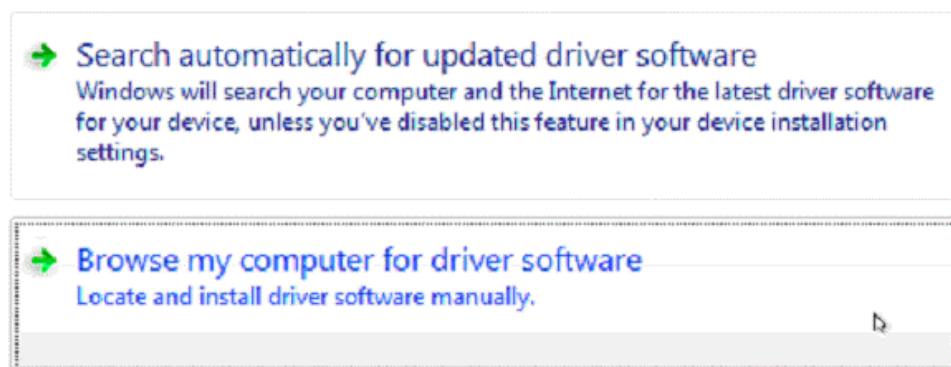 Search automatically for updated driver software
Windows will search your computer and the Internet for the latest driver software
for your device, unless you've disabled this feature in your device installation
settings.
Browse my computer for driver software
Locate and install driver software manually.